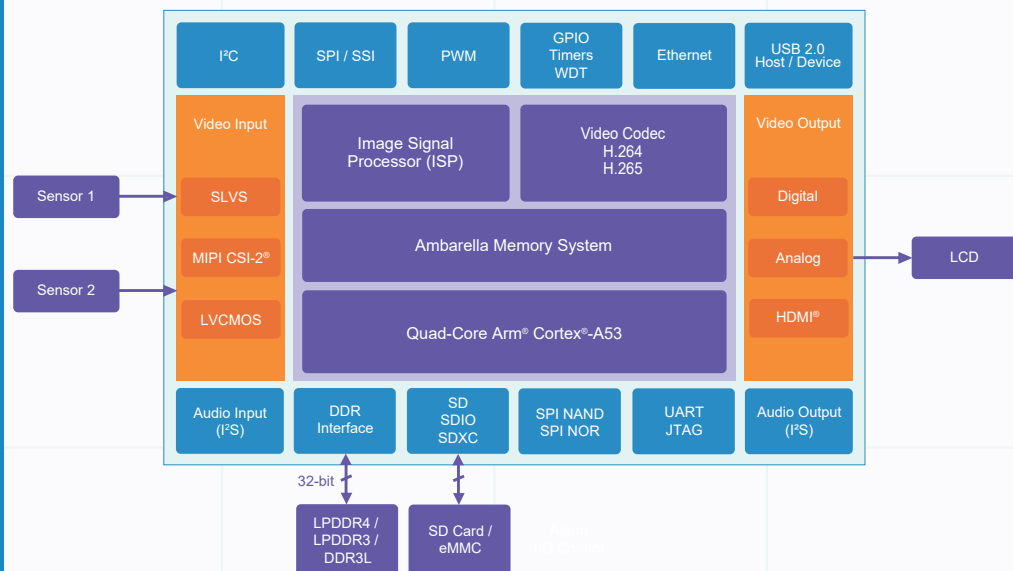 I²C
SPI / SSI
PWM
GPIO
Timers
WDT
Ethernet
USB 2.0
Host / Device
Video Input
SLVS
MIPI CSI-2®
LVCMOS
Image Signal
Processor (ISP)
Video Codec
H.264
H.265
Ambarella Memory System
Quad-Core Arm® Cortex®-A53
Video Output
Digital
Analog
HDMI®
Sensor 1
Sensor 2
LCD
Audio Input
(I²S)
DDR
Interface
SD
SDIO
SDXC
SPI NAND
SPI NOR
UART
JTAG
Audio Output
(I²S)
32-bit
LPDDR4 /
LPDDR3 /
DDR3L
SD Card /
eMMC